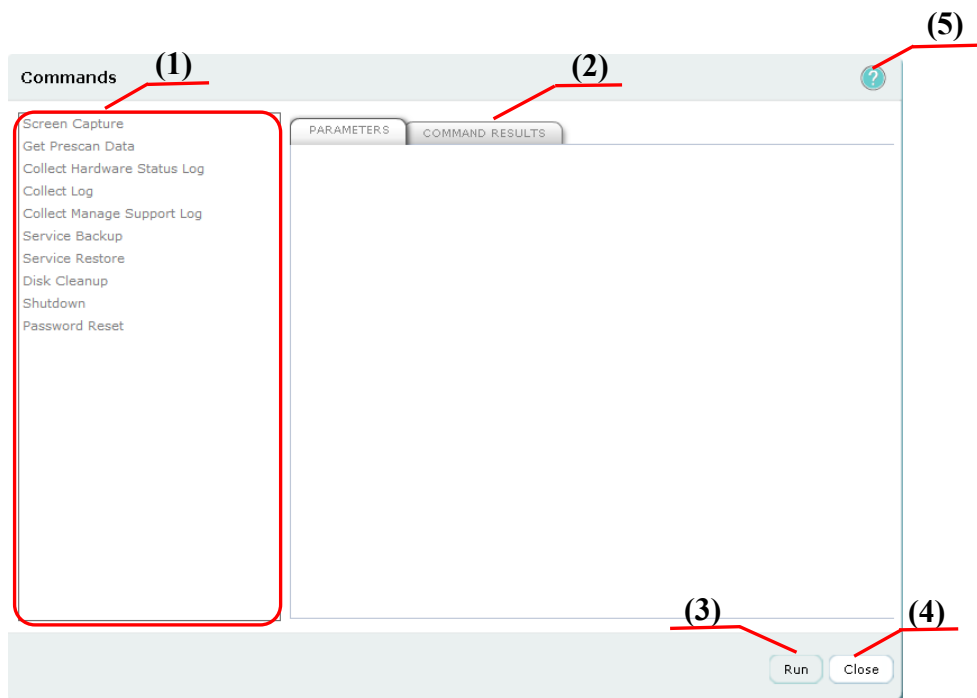 (5)
Commands
(1)
(2)
?
Screen Capture
Get Prescan Data
Collect Hardware Status Log
Collect Log
Collect Manage Support Log
Service Backup
Service Restore
Disk Cleanup
Shutdown
Password Reset
PARAMETERS
COMMAND RESULTS
(3)
(4)
Run
Close